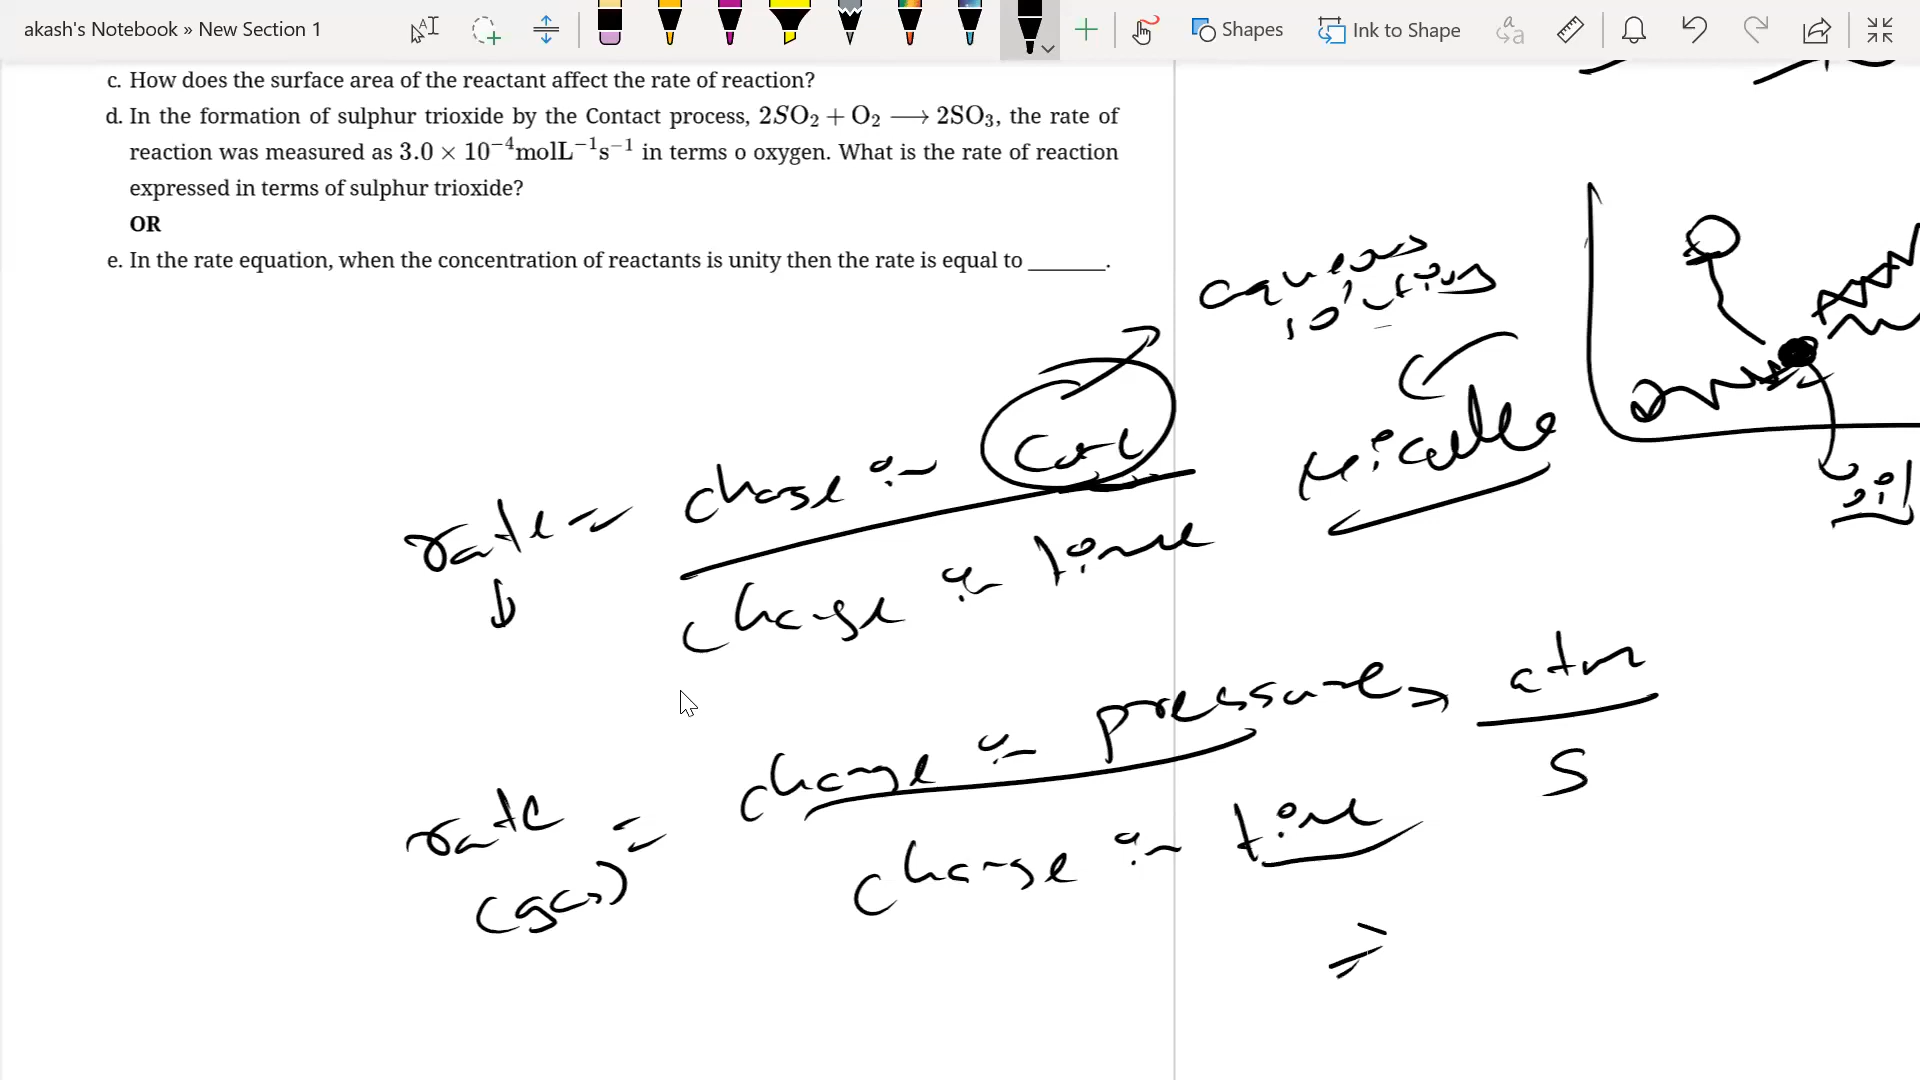 akash's Notebook » New Section 1
Shapes
Ink to Shape
c. How does the surface area of the reactant affect the rate of reaction?
d. In the formation of sulphur trioxide by the Contact process, 2SO₂ + O₂ ⟶ 2SO₃, the rate of
reaction was measured as 3.0 × 10⁻⁴molL⁻¹s⁻¹ in terms o oxygen. What is the rate of reaction
expressed in terms of sulphur trioxide?
OR
e. In the rate equation, when the concentration of reactants is unity then the rate is equal to _______.
aqueous
solutions
Micelle
oil
rate = change in
change in time
change in pressure → atm
s
rate =
(gas)
change in time